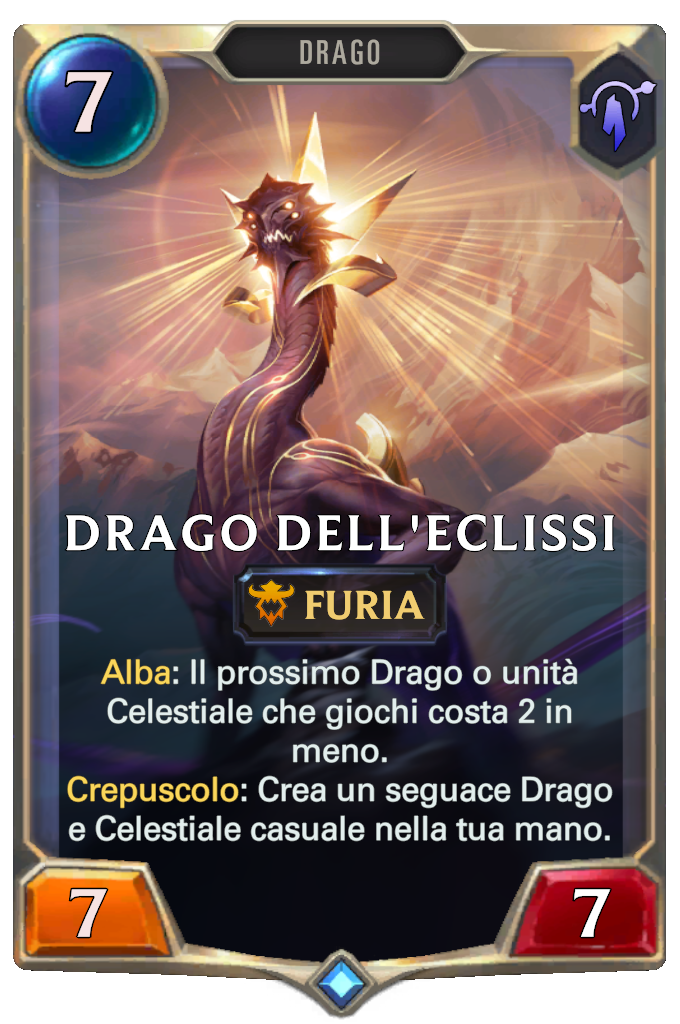 DRAGO
7
DRAGO DELL'ECLISSI
FURIA
Alba: Il prossimo Drago o unità
Celestiale che giochi costa 2 in
meno.
Crepuscolo: Crea un seguace Drago
e Celestiale casuale nella tua mano.
7
7